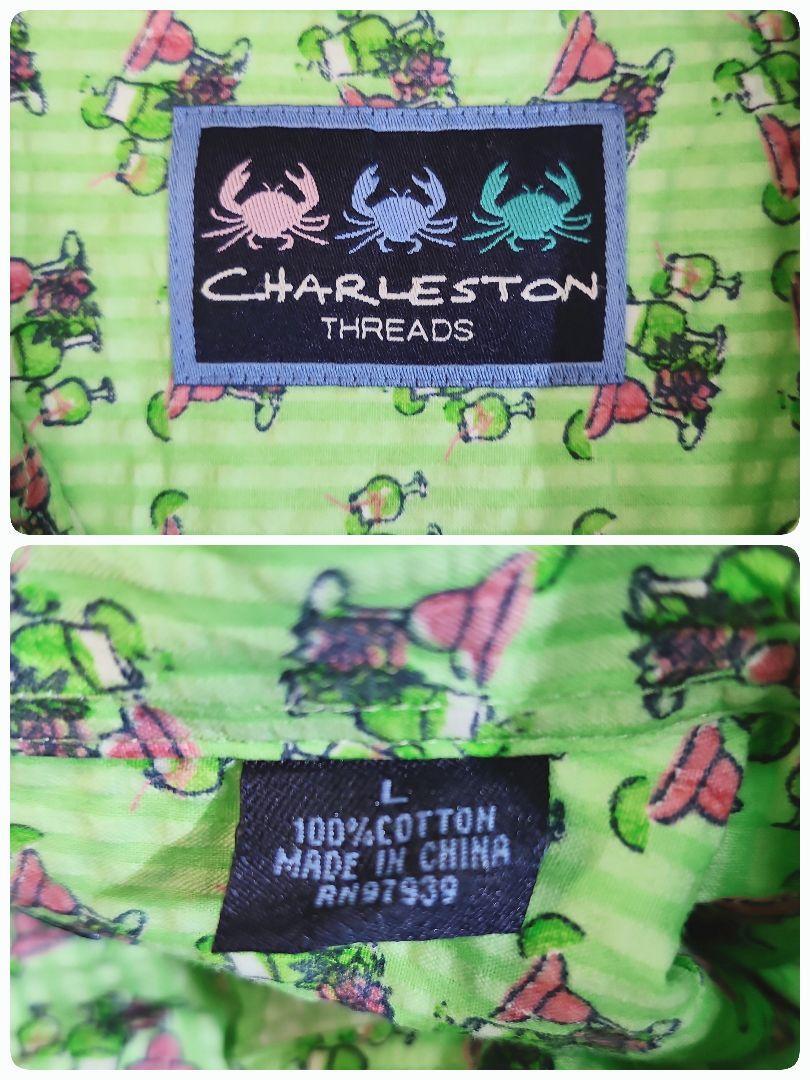 CHARLESTON
THREADS
L
100% COTTON
MADE IN CHINA
RN97939